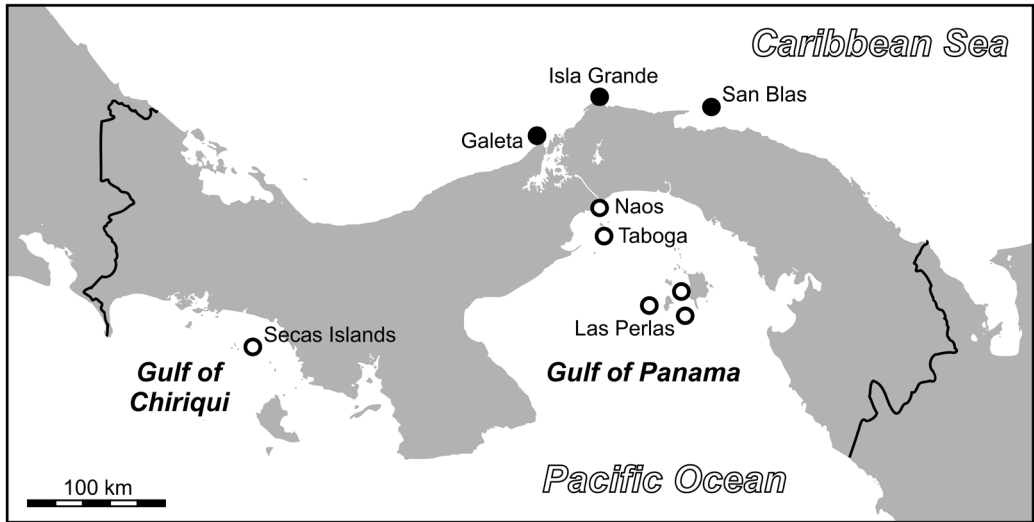 Caribbean Sea
Isla Grande
San Blas
Galeta
Naos
Taboga
Las Perlas
Secas Islands
Gulf of
Chiriqui
Gulf of Panama
Pacific Ocean
100 km